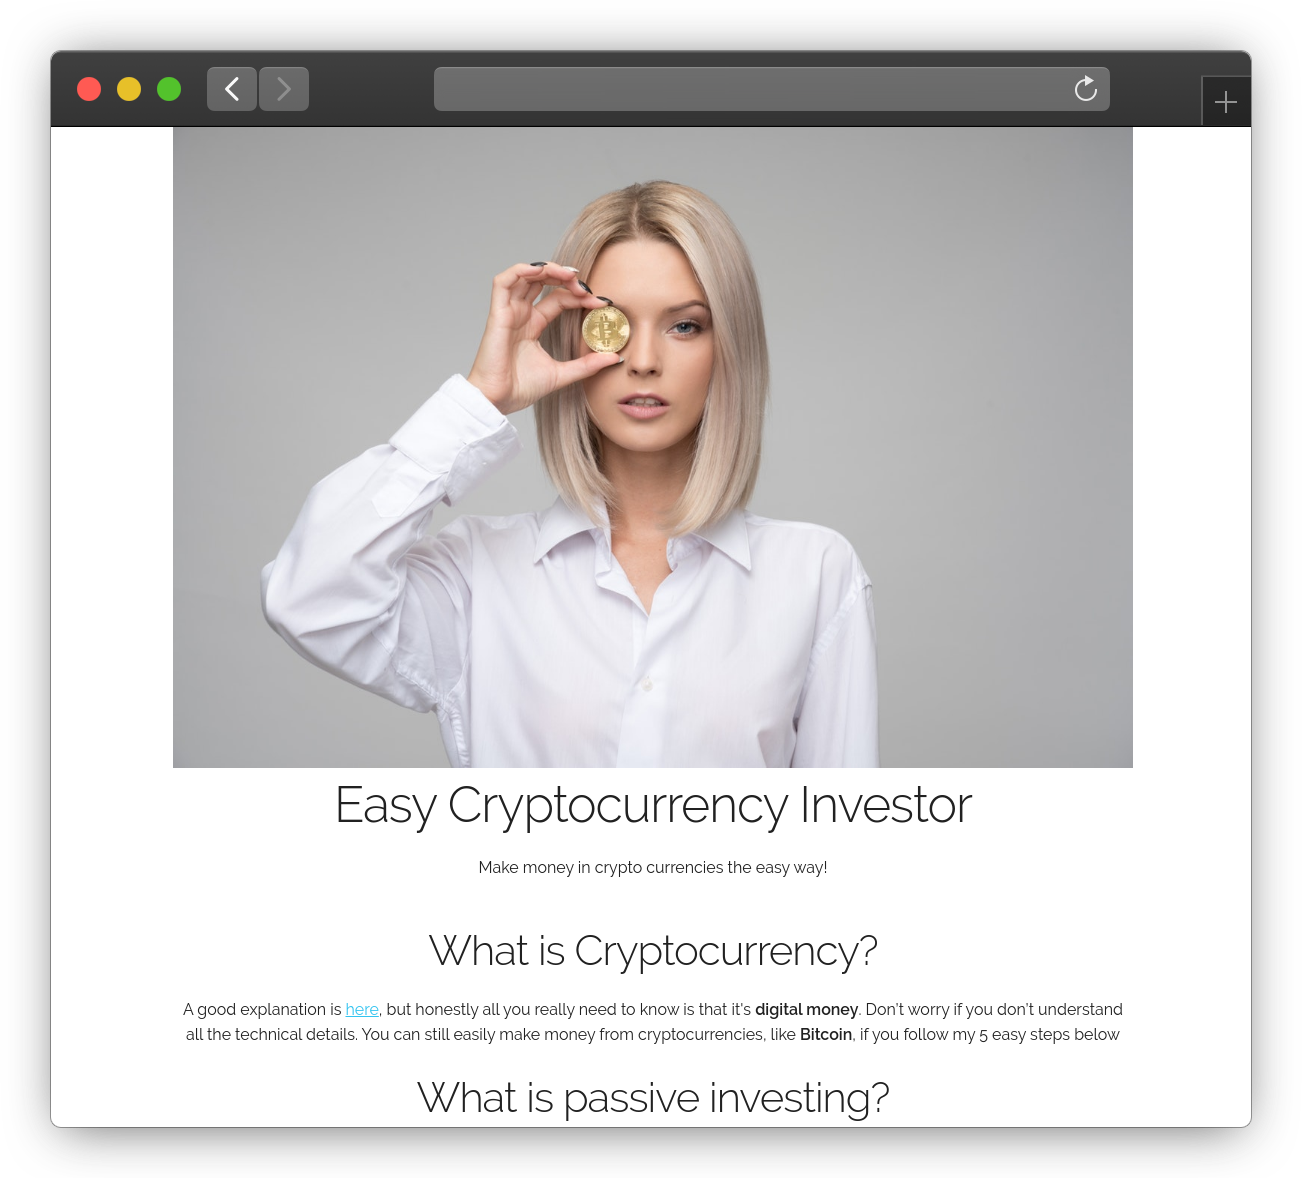 Easy Cryptocurrency Investor
Make money in crypto currencies the easy way!
What is Cryptocurrency?
A good explanation is here, but honestly all you really need to know is that it's digital money. Don't worry if you don't understand
all the technical details. You can still easily make money from cryptocurrencies, like Bitcoin, if you follow my 5 easy steps below
What is passive investing?